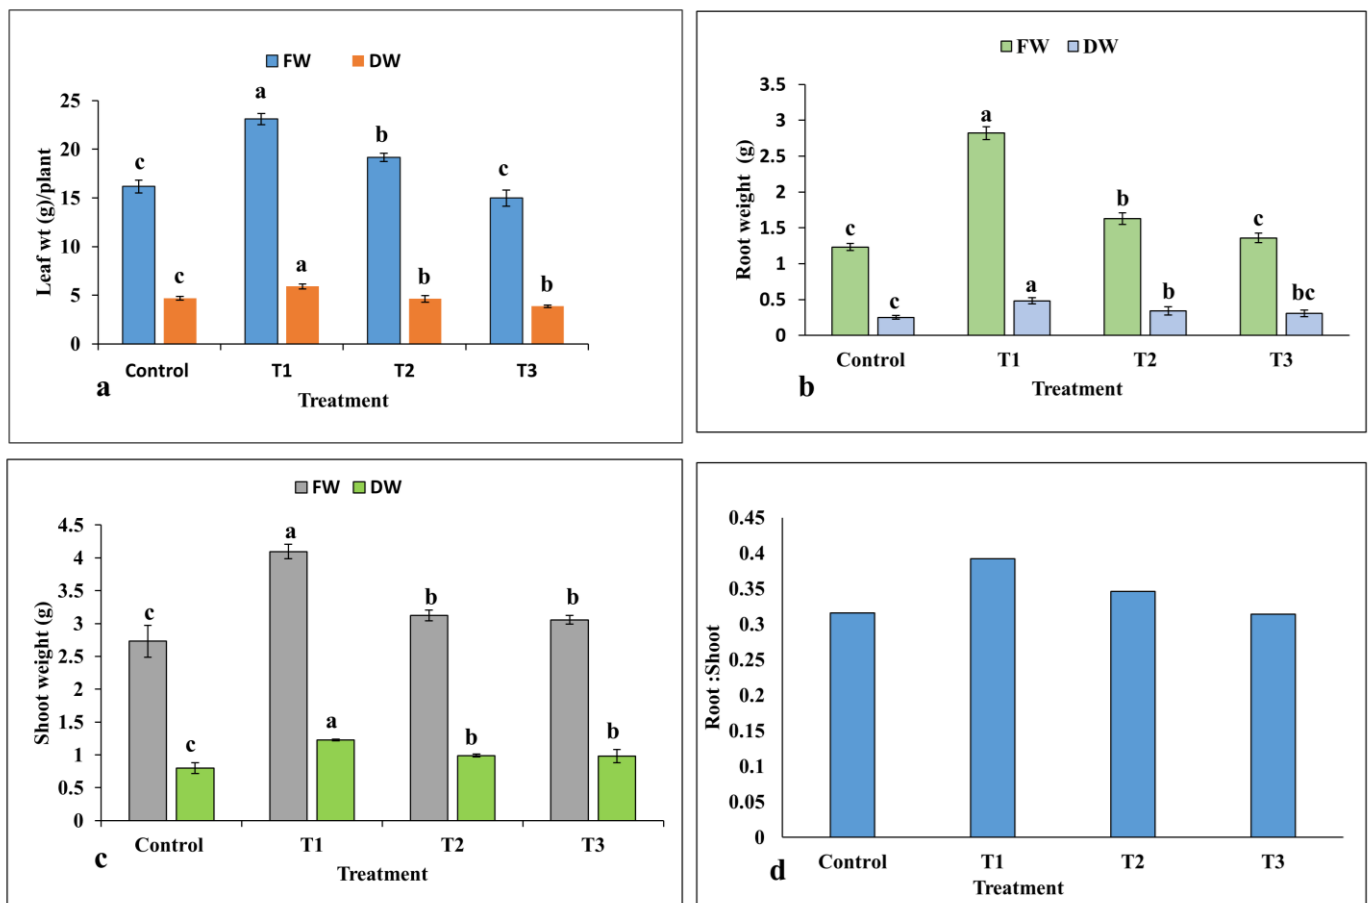 FW DW
25
20
15
10
5
0
Leaf wt (g)/plant
c
a
b
c
c
a
b
b
Control T1 T2 T3
a
Treatment
FW DW
3.5
3
2.5
2
1.5
1
0.5
0
Root weight (g)
c
a
b
c
c
a
b
bc
Control T1 T2 T3
Treatment
b
FW DW
4.5
4
3.5
3
2.5
2
1.5
1
0.5
0
Shoot weight (g)
c
a
b
b
c
a
b
b
Control T1 T2 T3
c
Treatment
0.45
0.4
0.35
0.3
0.25
0.2
0.15
0.1
0.05
0
Root :Shoot
Control T1 T2 T3
d
Treatment